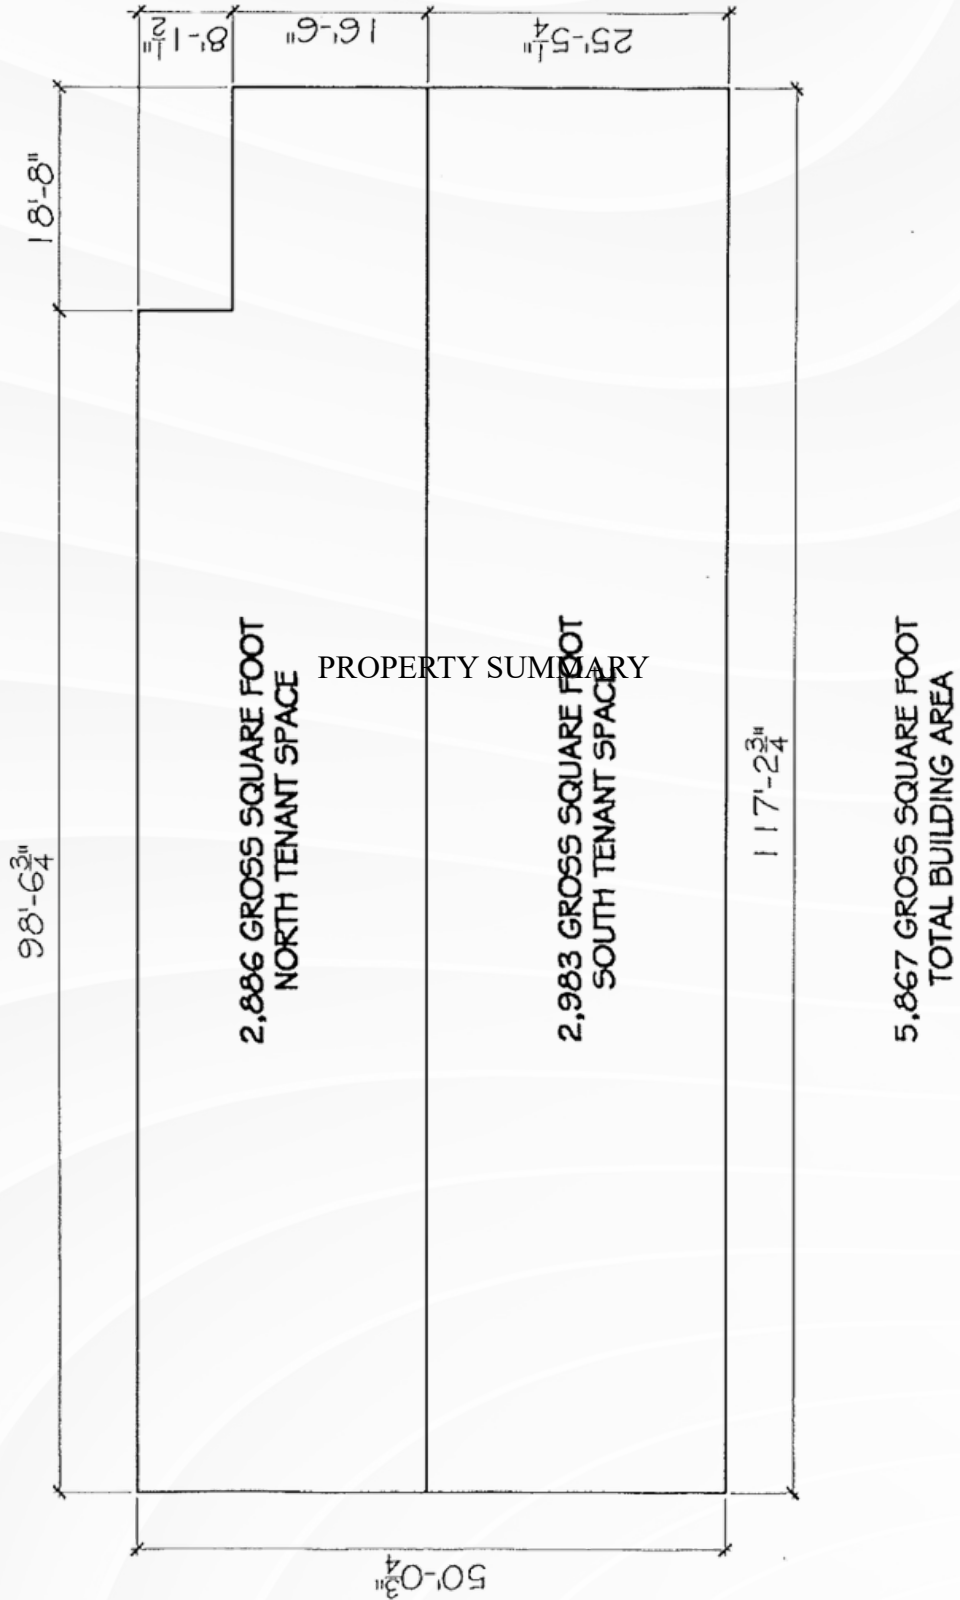 8'-1½"
16'-6"
25'-5¼"
18'-8"
98'-6¾"
2,886 GROSS SQUARE FOOT
NORTH TENANT SPACE
PROPERTY SUMMARY
2,983 GROSS SQUARE FOOT
SOUTH TENANT SPACE
117'-2¾"
5,867 GROSS SQUARE FOOT
TOTAL BUILDING AREA
50'-0¾"